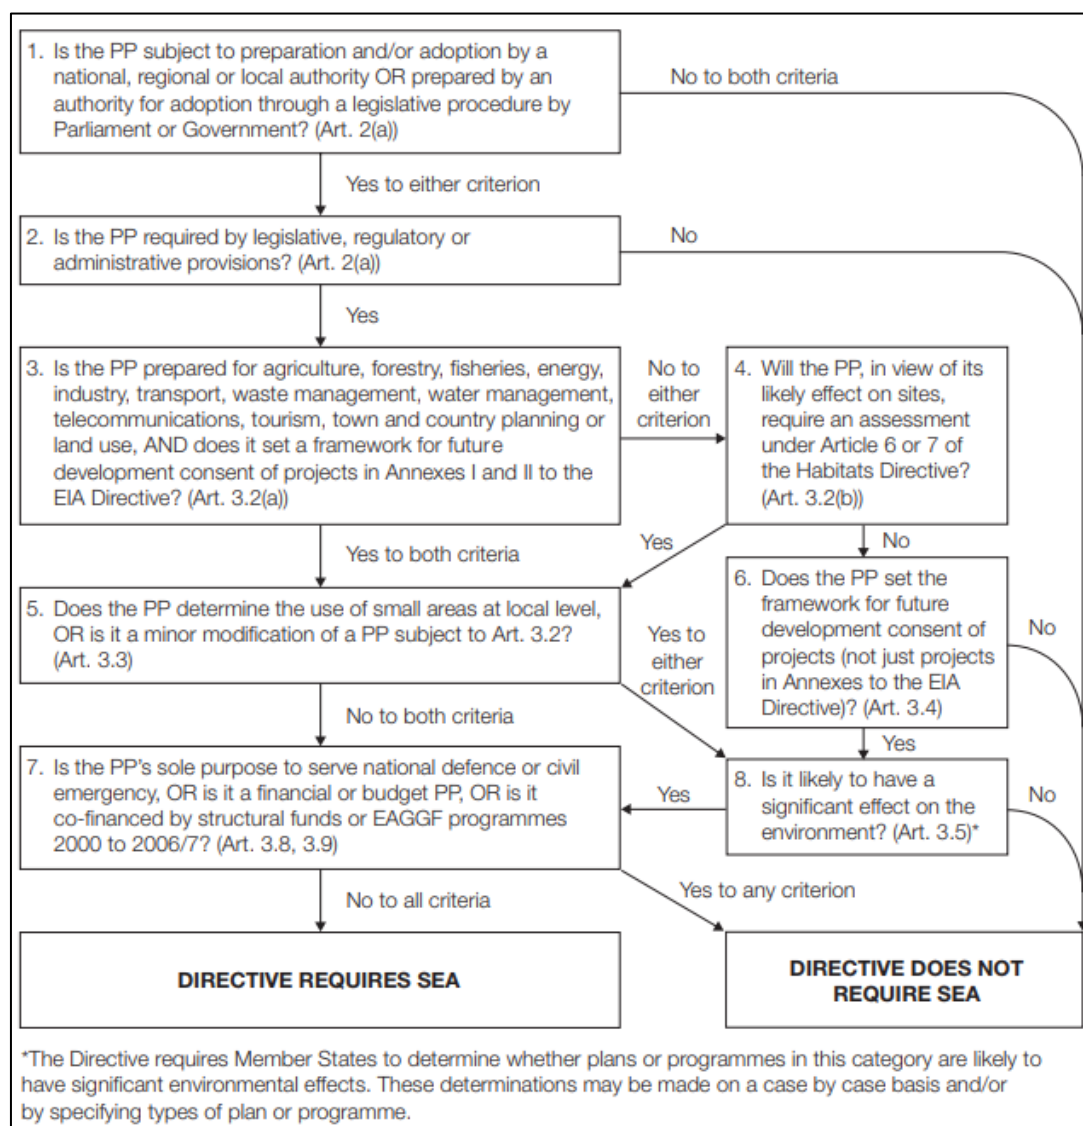 1. Is the PP subject to preparation and/or adoption by a
national, regional or local authority OR prepared by an
authority for adoption through a legislative procedure by
Parliament or Government? (Art. 2(a))
No to both criteria
Yes to either criterion
2. Is the PP required by legislative, regulatory or
administrative provisions? (Art. 2(a))
No
Yes
3. Is the PP prepared for agriculture, forestry, fisheries, energy,
industry, transport, waste management, water management,
telecommunications, tourism, town and country planning or
land use, AND does it set a framework for future
development consent of projects in Annexes I and II to the
EIA Directive? (Art. 3.2(a))
No to
either
criterion
4. Will the PP, in view of its
likely effect on sites,
require an assessment
under Article 6 or 7 of
the Habitats Directive?
(Art. 3.2(b))
Yes to both criteria
Yes
No
5. Does the PP determine the use of small areas at local level,
OR is it a minor modification of a PP subject to Art. 3.2?
(Art. 3.3)
Yes to
either
criterion
6. Does the PP set the
framework for future
development consent of
projects (not just projects
in Annexes to the EIA
Directive)? (Art. 3.4)
No
No to both criteria
Yes
7. Is the PP's sole purpose to serve national defence or civil
emergency, OR is it a financial or budget PP, OR is it
co-financed by structural funds or EAGGF programmes
2000 to 2006/7? (Art. 3.8, 3.9)
Yes
8. Is it likely to have a
significant effect on the
environment? (Art. 3.5)*
No
No to all criteria
Yes to any criterion
DIRECTIVE REQUIRES SEA
DIRECTIVE DOES NOT
REQUIRE SEA
*The Directive requires Member States to determine whether plans or programmes in this category are likely to
have significant environmental effects. These determinations may be made on a case by case basis and/or
by specifying types of plan or programme.